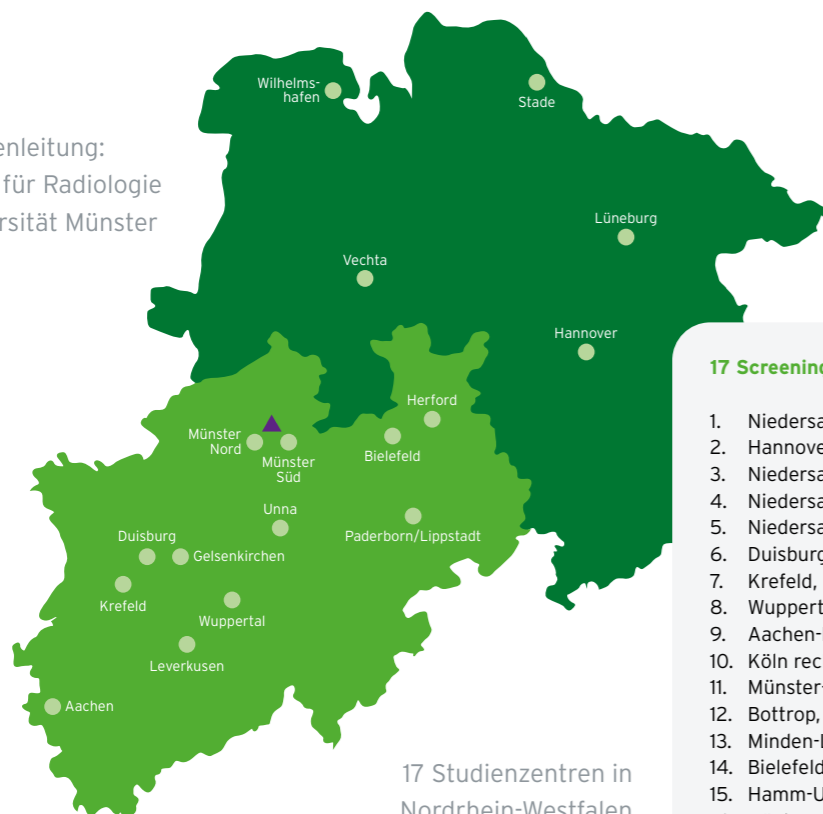 Wilhelms-
hafen
Stade
enleitung:
für Radiologie
rsität Münster
Lüneburg
Vechta
Hannover
Herford
Münster
Nord
Münster
Süd
Bielefeld
Unna
Paderborn/Lippstadt
Duisburg
Gelsenkirchen
Krefeld
Wuppertal
Leverkusen
Aachen
17 Studienzentren in
Nordrhein-Westfalen
17 Screening
1. Niedersa
2. Hannove
3. Niedersa
4. Niedersa
5. Niedersa
6. Duisburg
7. Krefeld,
8. Wuppert
9. Aachen-
10. Köln rec
11. Münster-
12. Bottrop,
13. Minden-L
14. Bielefeld
15. Hamm-U